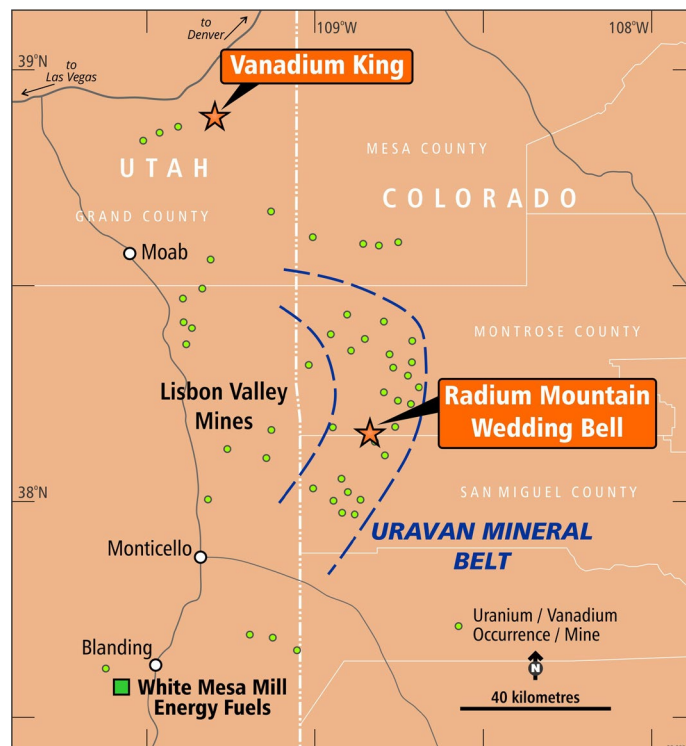 to
Denver
109°W
108°W
39°N
to
Las Vegas
Vanadium King
MESA COUNTY
UTAH
COLORADO
GRAND COUNTY
Moab
MONTROSE COUNTY
Lisbon Valley
Mines
Radium Mountain
Wedding Bell
38°N
SAN MIGUEL COUNTY
URAVAN MINERAL
BELT
Monticello
Uranium / Vanadium
Occurrence / Mine
Blanding
N
White Mesa Mill
Energy Fuels
40 kilometres